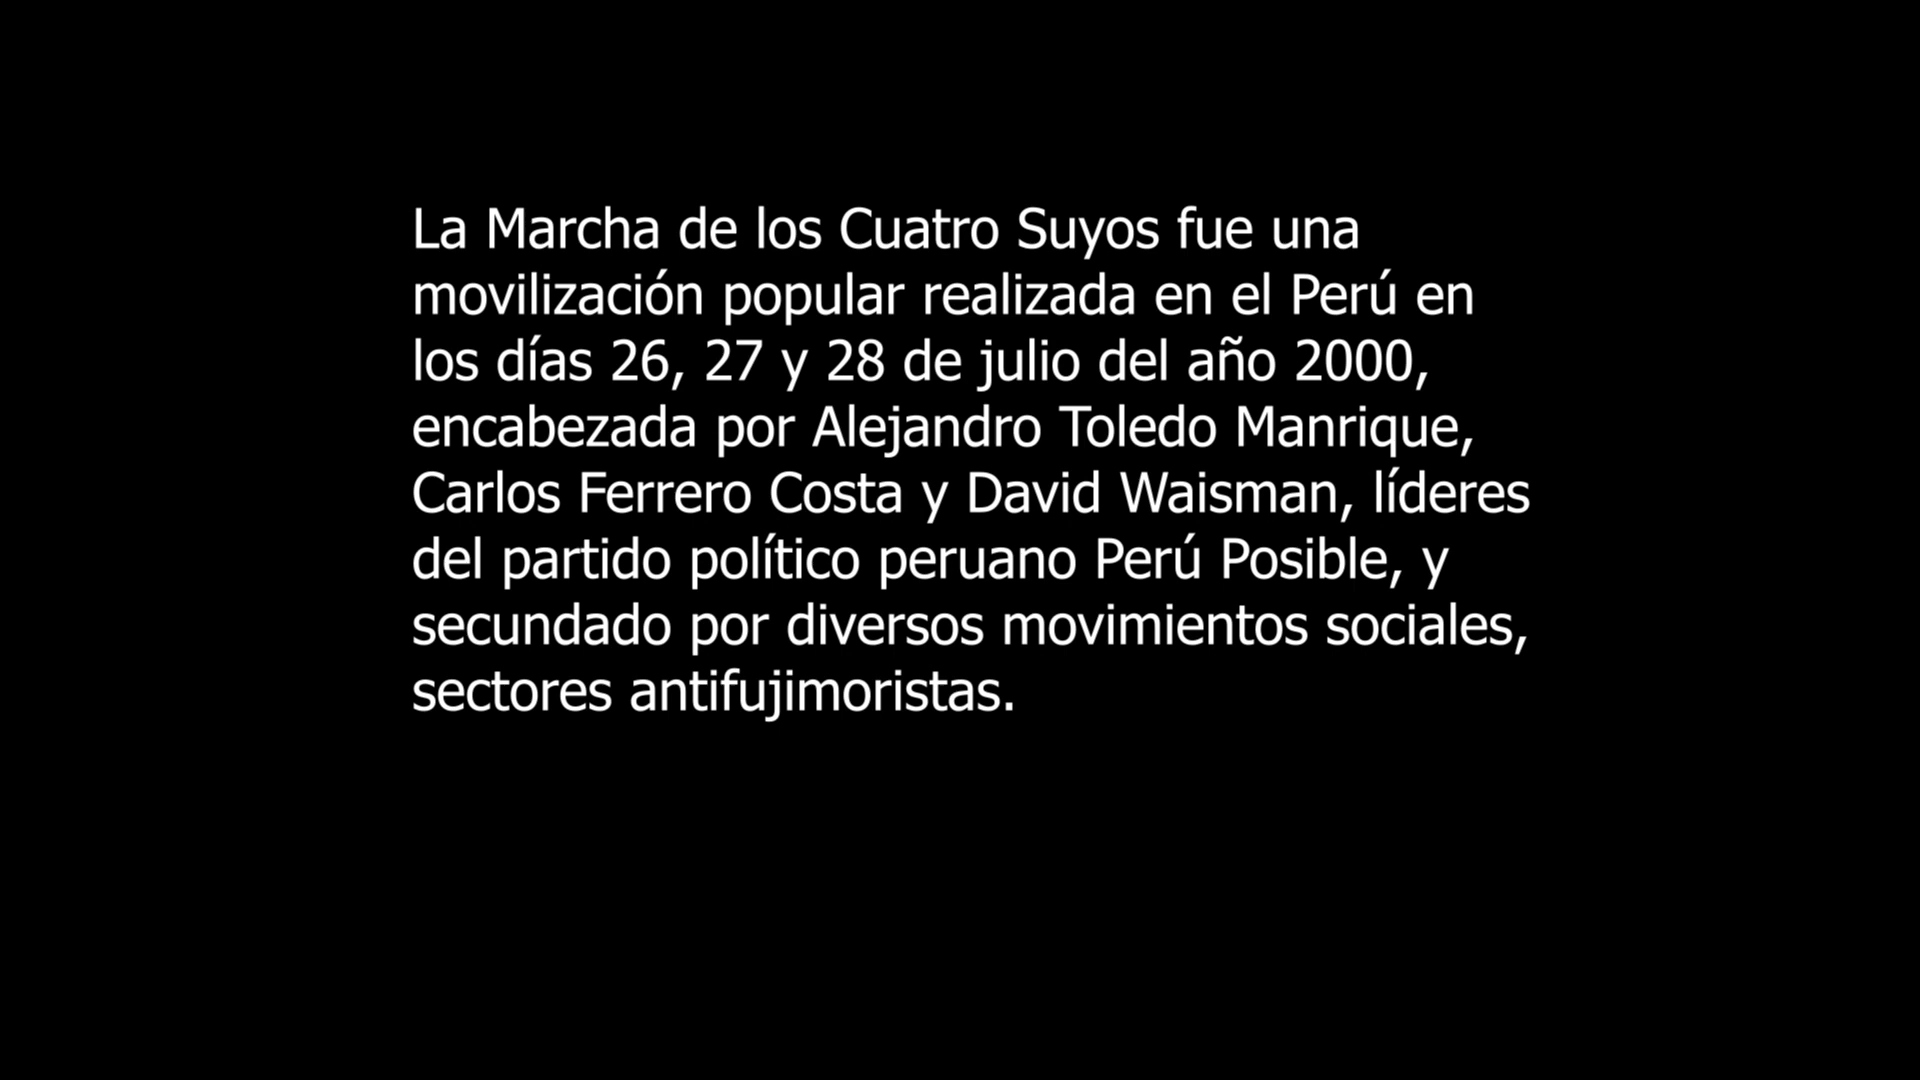 La Marcha de los Cuatro Suyos fue una
movilización popular realizada en el Perú en
los días 26, 27 y 28 de julio del año 2000,
encabezada por Alejandro Toledo Manrique,
Carlos Ferrero Costa y David Waisman, líderes
del partido político peruano Perú Posible, y
secundado por diversos movimientos sociales,
sectores antifujimoristas.